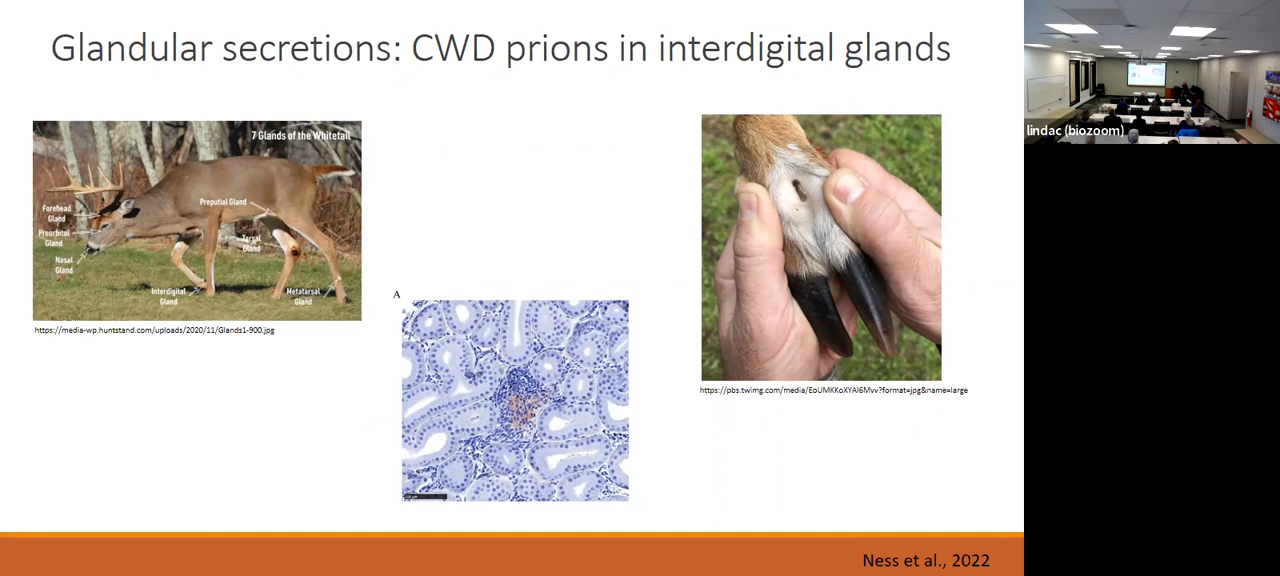 Glandular secretions: CWD prions in interdigital glands
7 Glands of the Whitetail
Forehead
Gland
Preorbital
Gland
Nasal
Gland
Preputial Gland
Tarsal
Gland
Interdigital
Gland
Metatarsal
Gland
https://media-wp.huntstand.com/uploads/2020/11/Glands1-900.jpg
A
https://pbs.twimg.com/media/EoUMKKoXYAI6Mvv?format=jpg&name=large
Ness et al., 2022
lindac (biozoom)